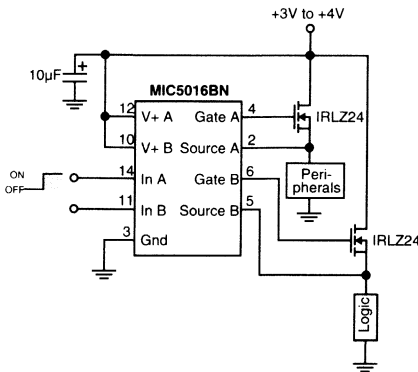 +3V to +4V
10µF
+
MIC5016BN
12 V+ A Gate A 4
IRLZ24
10 V+ B Source A 2
ON
OFF
14 In A Gate B 6
Peri-
pherals
11 In B Source B 5
3 Gnd
IRLZ24
Logic